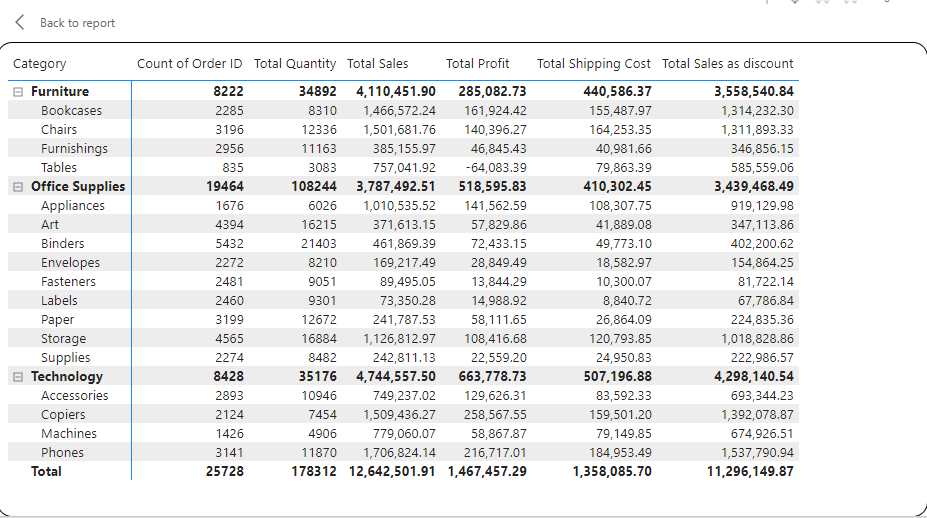 Back to report
Category Count of Order ID Total Quantity Total Sales Total Profit Total Shipping Cost Total Sales as discount
Furniture 8222 34892 4,110,451.90 285,082.73 440,586.37 3,558,540.84
Bookcases 2285 8310 1,466,572.24 161,924.42 155,487.97 1,314,232.30
Chairs 3196 12336 1,501,681.76 140,396.27 164,253.35 1,311,893.33
Furnishings 2956 11163 385,155.97 46,845.43 40,981.66 346,856.15
Tables 835 3083 757,041.92 -64,083.39 79,863.39 585,559.06
Office Supplies 19464 108244 3,787,492.51 518,595.83 410,302.45 3,439,468.49
Appliances 1676 6026 1,010,535.52 141,562.59 108,307.75 919,129.98
Art 4394 16215 371,613.15 57,829.86 41,889.08 347,113.86
Binders 5432 21403 461,869.39 72,433.15 49,773.10 402,200.62
Envelopes 2272 8210 169,217.49 28,849.49 18,582.97 154,864.25
Fasteners 2481 9051 89,495.05 13,844.29 10,300.07 81,722.14
Labels 2460 9301 73,350.28 14,988.92 8,840.72 67,786.84
Paper 3199 12672 241,787.53 58,111.65 26,864.09 224,835.36
Storage 4565 16884 1,126,812.97 108,416.68 120,793.85 1,018,828.86
Supplies 2274 8482 242,811.13 22,559.20 24,950.83 222,986.57
Technology 8428 35176 4,744,557.50 663,778.73 507,196.88 4,298,140.54
Accessories 2893 10946 749,237.02 129,626.31 83,592.33 693,344.23
Copiers 2124 7454 1,509,436.27 258,567.55 159,501.20 1,392,078.87
Machines 1426 4906 779,060.07 58,867.87 79,149.85 674,926.51
Phones 3141 11870 1,706,824.14 216,717.01 184,953.49 1,537,790.94
Total 25728 178312 12,642,501.91 1,467,457.29 1,358,085.70 11,296,149.87